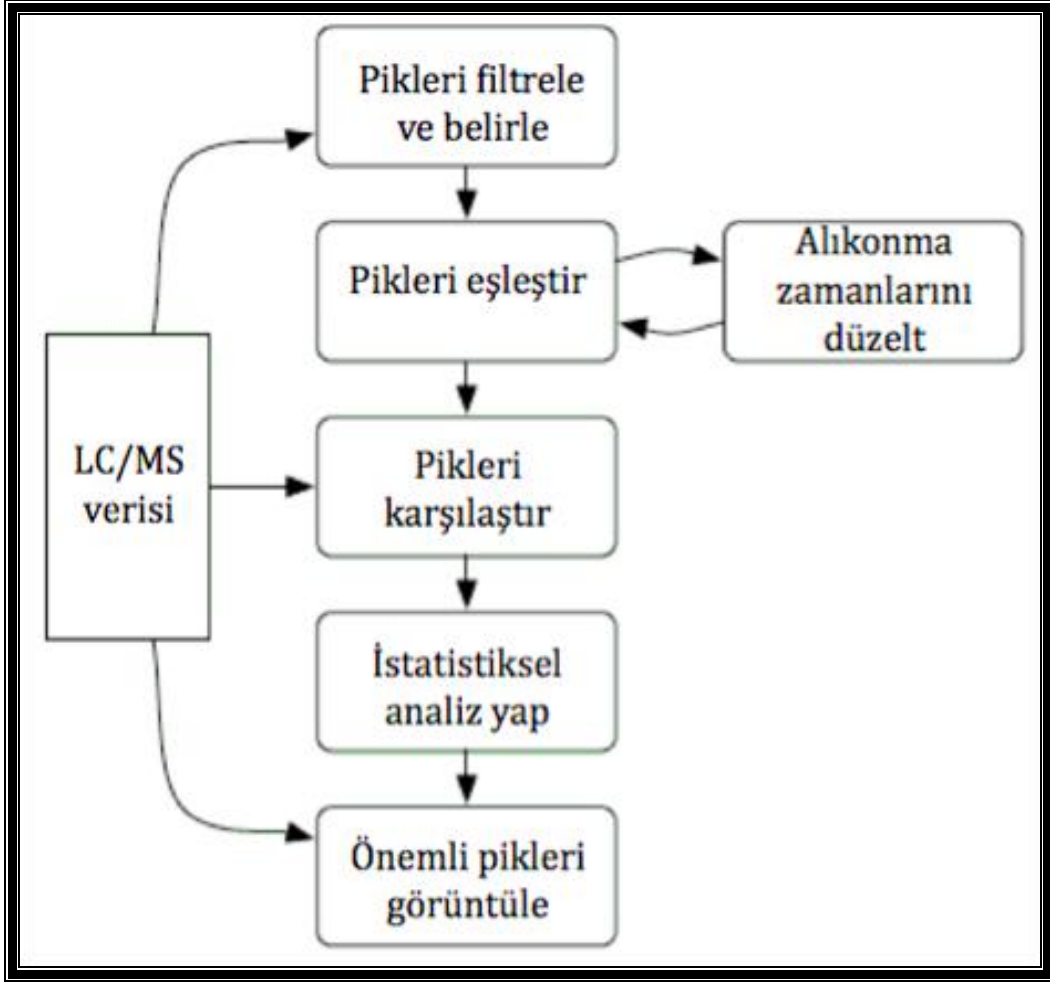 Pikleri filtrele
ve belirle
Pikleri eşleştir
Alıkonma
zamanlarını
düzelt
LC/MS
verisi
Pikleri
karşılaştır
İstatistiksel
analiz yap
Önemli pikleri
görüntüle